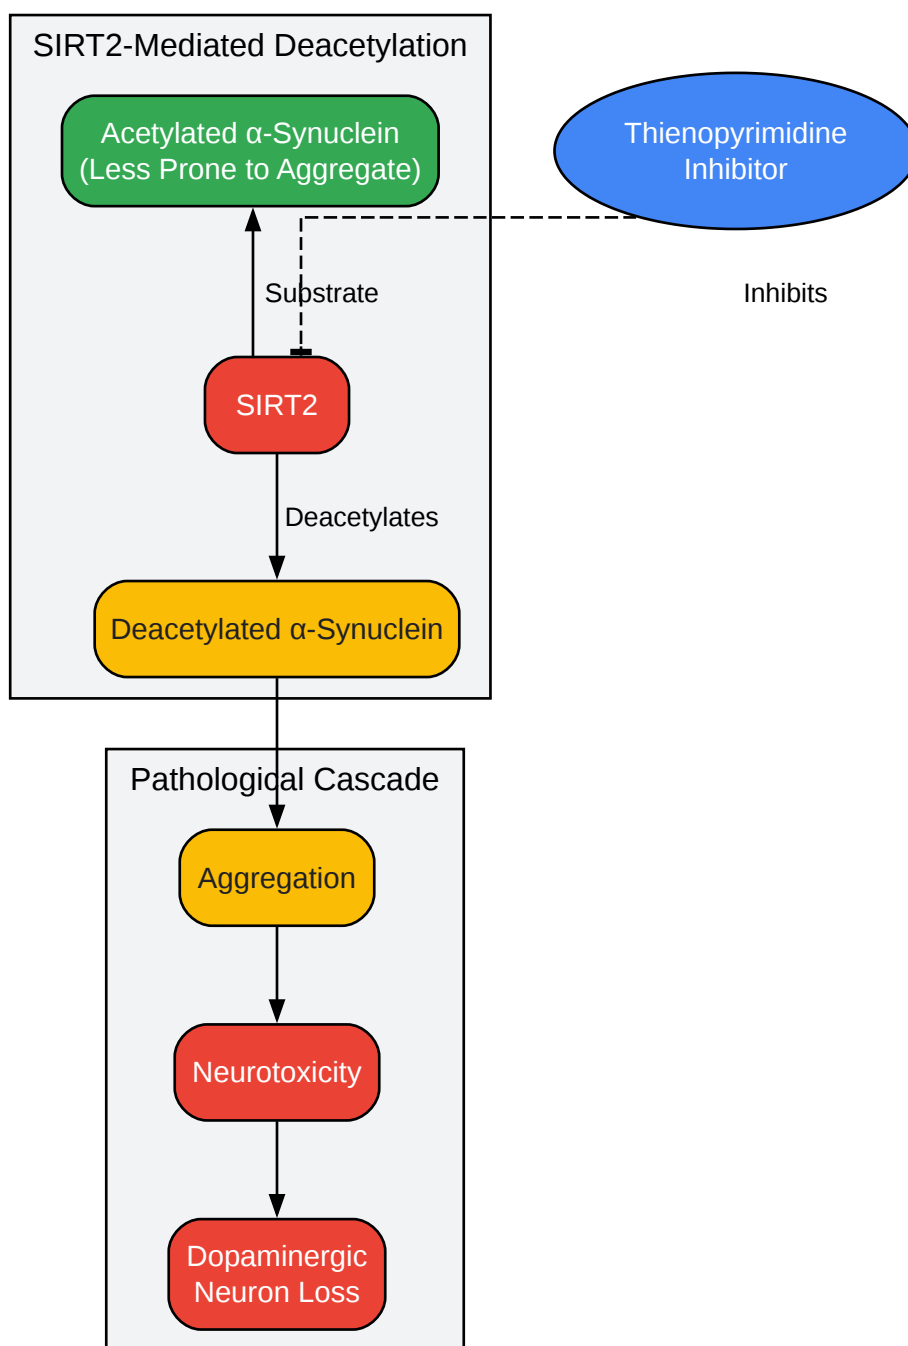 SIRT2-Mediated Deacetylation
Acetylated α-Synuclein
(Less Prone to Aggregate)
Thienopyrimidine
Inhibitor
Substrate
Inhibits
SIRT2
Deacetylates
Deacetylated α-Synuclein
Pathological Cascade
Aggregation
Neurotoxicity
Dopaminergic
Neuron Loss